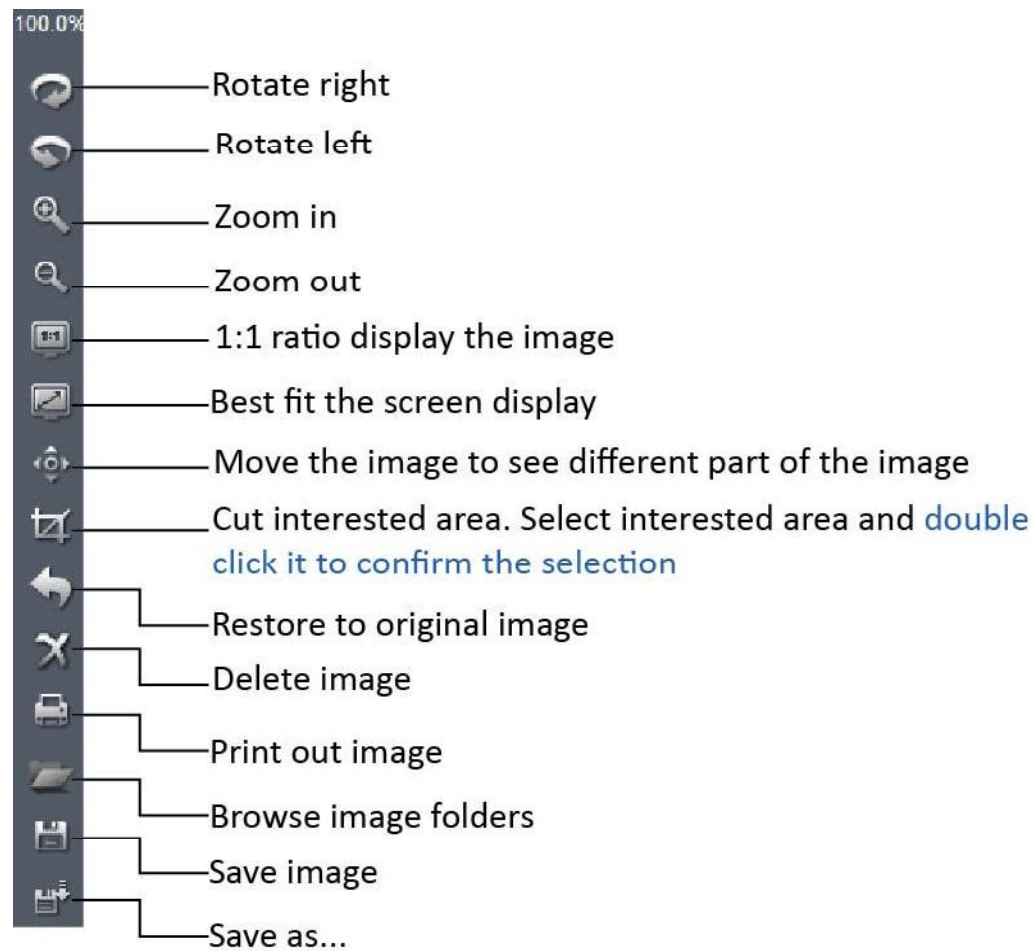 100.0%
Rotate right
Rotate left
Zoom in
Zoom out
1:1
1:1 ratio display the image
Best fit the screen display
Move the image to see different part of the image
Cut interested area. Select interested area and double
click it to confirm the selection
Restore to original image
Delete image
Print out image
Browse image folders
Save image
Save as...